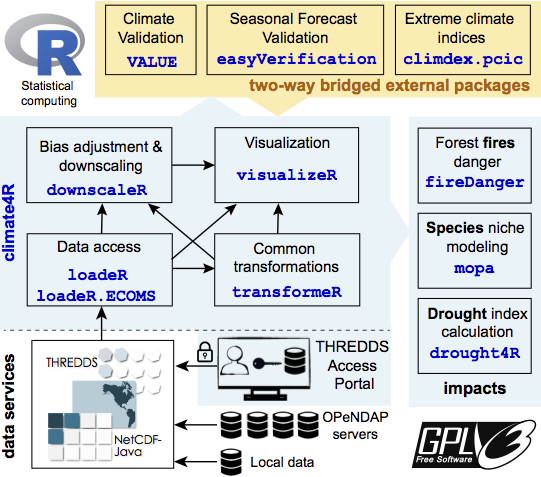 R
Statistical
computing
Climate
Validation
VALUE
Seasonal Forecast
Validation
easyVerification
Extreme climate
indices
climdex.pcic
two-way bridged external packages
climate4R
Bias adjustment &
downscaling
downscaleR
Visualization
visualizeR
Data access
loadeR
loadeR.ECOMS
Common
transformations
transformeR
Forest fires
danger
fireDanger
Species niche
modeling
mopa
Drought index
calculation
drought4R
impacts
data services
THREDDS
NetCDF-
Java
THREDDS
Access
Portal
OPeNDAP
servers
Local data
GPL3
Free Software